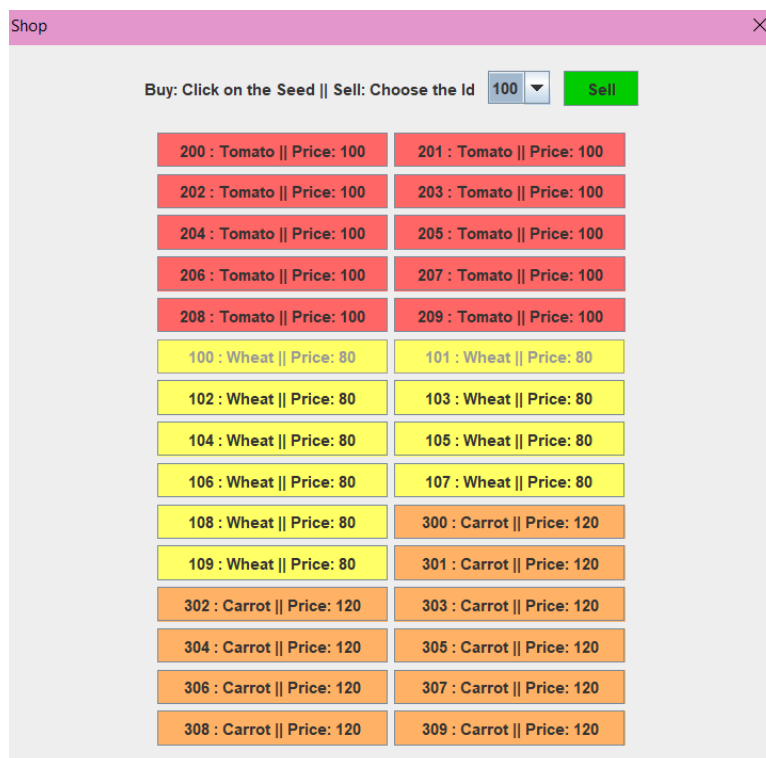 Shop
Buy: Click on the Seed || Sell: Choose the Id 100 Sell
200 : Tomato || Price: 100 201 : Tomato || Price: 100
202 : Tomato || Price: 100 203 : Tomato || Price: 100
204 : Tomato || Price: 100 205 : Tomato || Price: 100
206 : Tomato || Price: 100 207 : Tomato || Price: 100
208 : Tomato || Price: 100 209 : Tomato || Price: 100
100 : Wheat || Price: 80 101 : Wheat || Price: 80
102 : Wheat || Price: 80 103 : Wheat || Price: 80
104 : Wheat || Price: 80 105 : Wheat || Price: 80
106 : Wheat || Price: 80 107 : Wheat || Price: 80
108 : Wheat || Price: 80 300 : Carrot || Price: 120
109 : Wheat || Price: 80 301 : Carrot || Price: 120
302 : Carrot || Price: 120 303 : Carrot || Price: 120
304 : Carrot || Price: 120 305 : Carrot || Price: 120
306 : Carrot || Price: 120 307 : Carrot || Price: 120
308 : Carrot || Price: 120 309 : Carrot || Price: 120